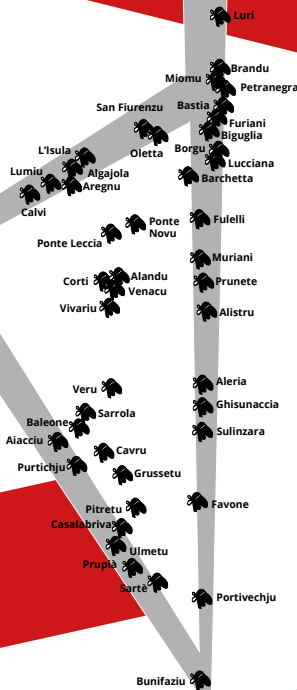 Luri
Brandu
Miomu
Petranegra
San Fiurenzu
Bastia
Furiani
Biguglia
Oletta
Borgu
L'Isula
Lucciana
Lumiu
Algajola
Barchetta
Aregnu
Calvi
Ponte
Novu
Fulelli
Ponte Leccia
Muriani
Corti
Alandu
Prunete
Venacu
Vivariu
Alistru
Veru
Aleria
Sarrola
Ghisunaccia
Baleone
Sulinzara
Aiacciu
Cavru
Purtichju
Grussetu
Favone
Pitretu
Casalabriva
Ulmetu
Prupià
Sartè
Portivechju
Bunifaziu